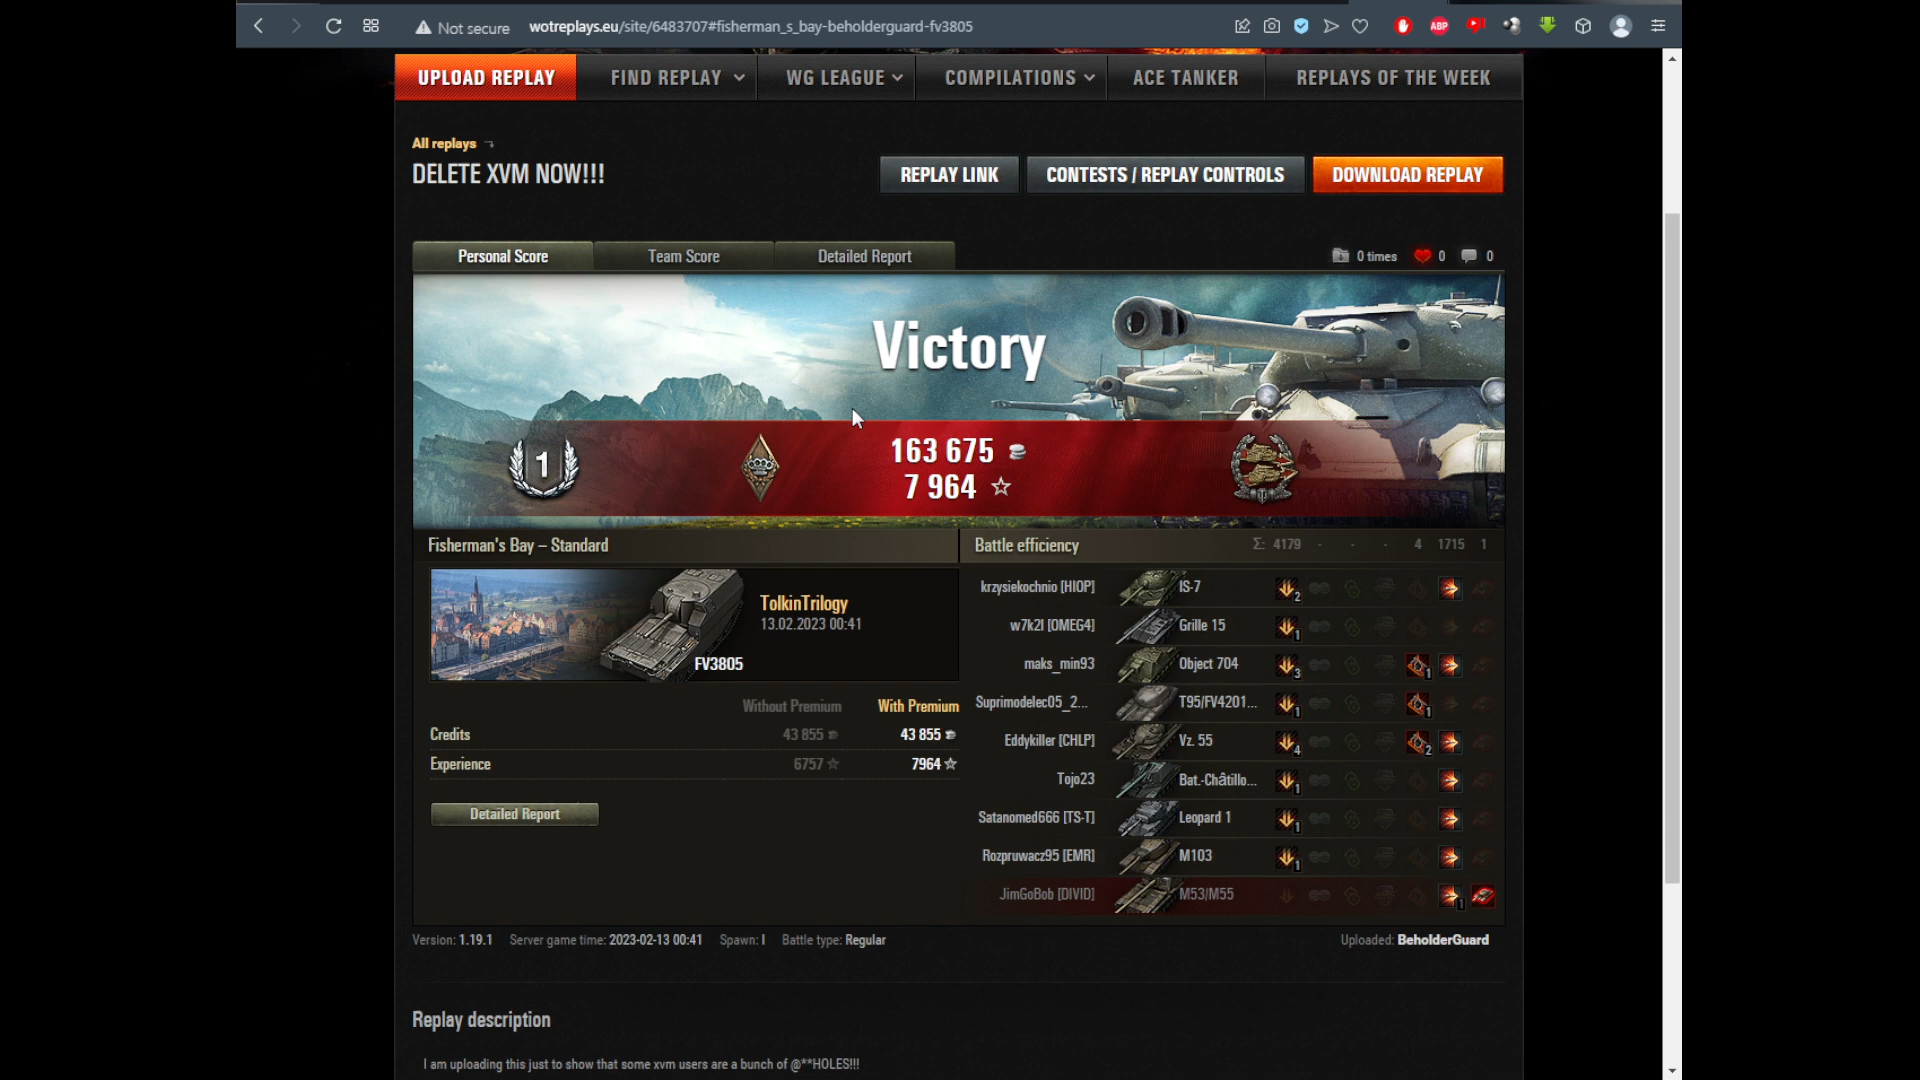 Not secure wotreplays.eu/site/6483707#fisherman_s_bay-beholderguard-fv3805
ABP
UPLOAD REPLAY FIND REPLAY WG LEAGUE COMPILATIONS ACE TANKER REPLAYS OF THE WEEK
All replays
DELETE XVM NOW!!!
REPLAY LINK CONTESTS / REPLAY CONTROLS DOWNLOAD REPLAY
Personal Score Team Score Detailed Report 0 times 0 0
Victory
1
163 675
7 964
Fisherman's Bay – Standard
Battle efficiency Σ: 4179 - - - 4 1715 1
TolkinTrilogy
13.02.2023 00:41
FV3805
Without Premium With Premium
Credits 43 855 43 855
Experience 6757 7964
Detailed Report
krzysiekochnio [HIOP] IS-7 2
w7k2l [OMEG4] Grille 15 1
maks_min93 Object 704 3 1
Suprimodelec05_2... T95/FV4201... 1 1
Eddykiller [CHLP] Vz. 55 4 2
Tojo23 Bat.-Châtillo... 1
Satanomed666 [TS-T] Leopard 1 1
Rozpruwacz95 [EMR] M103 1
JimGoBob [DIVID] M53/M55 1
Version: 1.19.1 Server game time: 2023-02-13 00:41 Spawn: I Battle type: Regular Uploaded: BeholderGuard
Replay description
I am uploading this just to show that some xvm users are a bunch of @**HOLES!!!